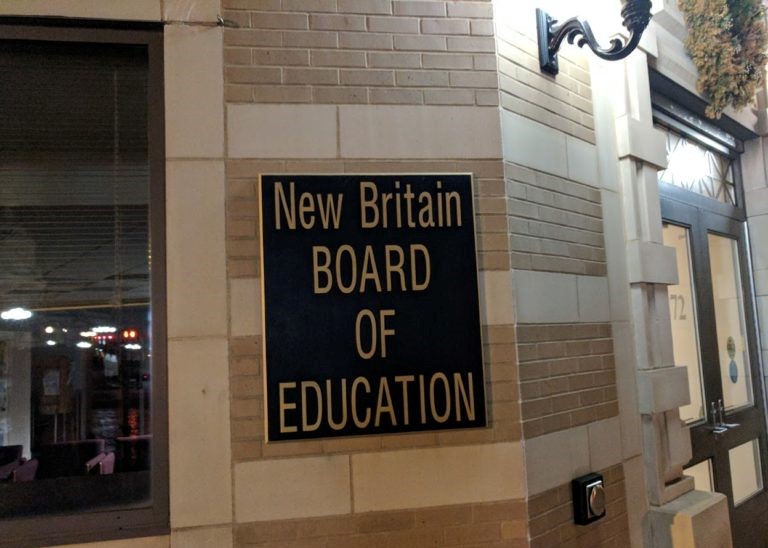 New Britain
BOARD
OF
EDUCATION
72